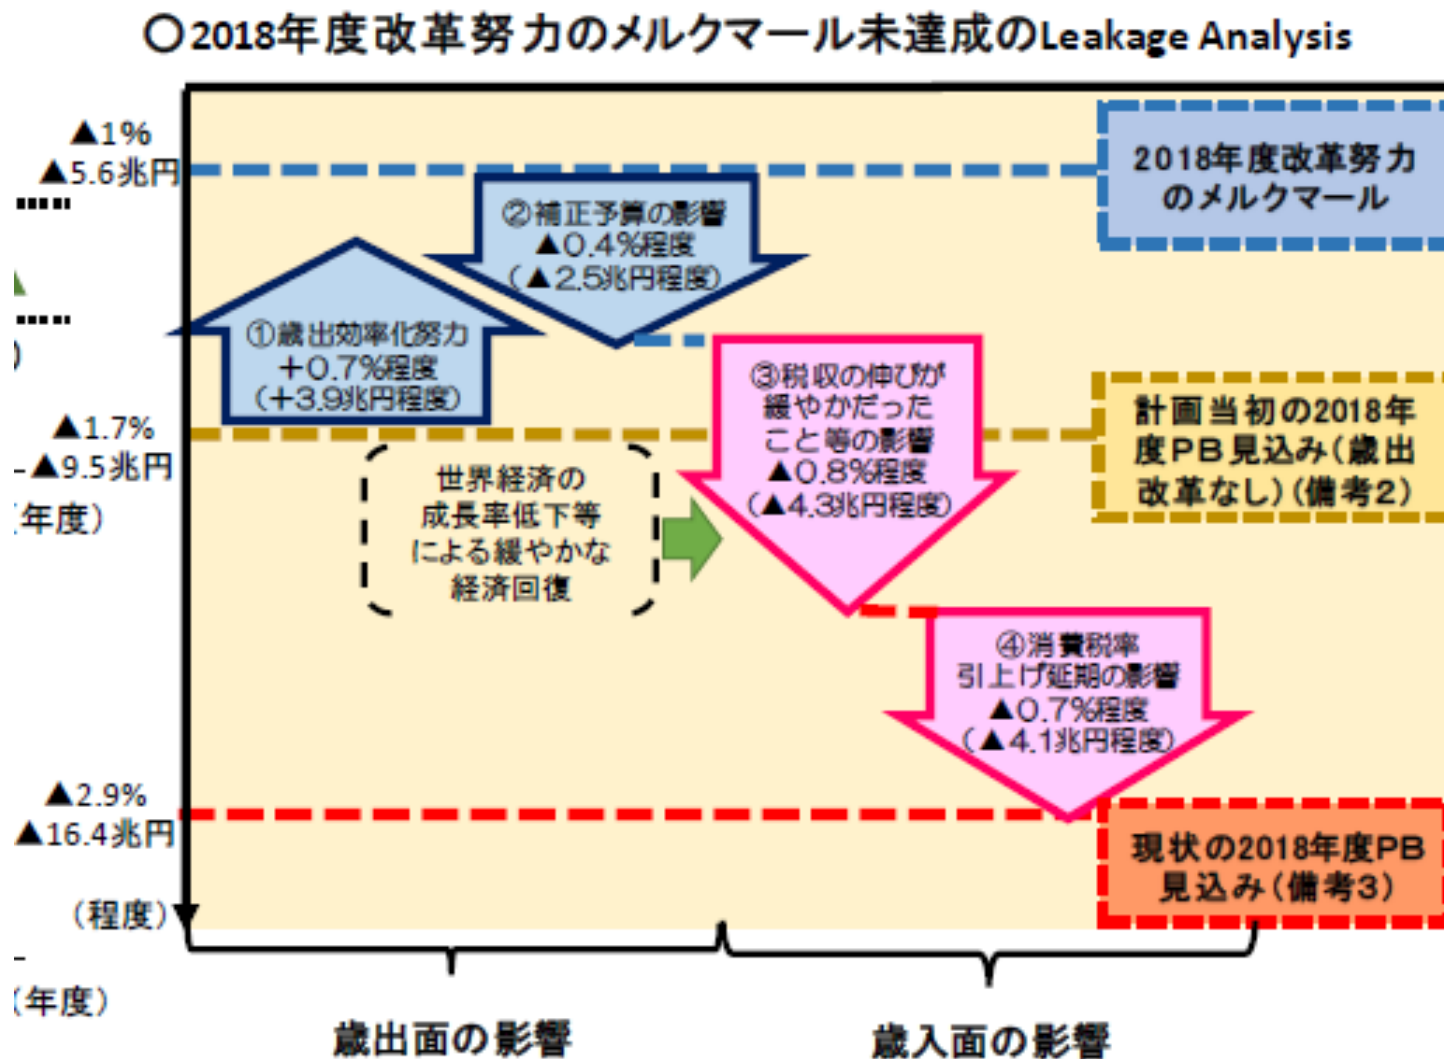 ○2018年度改革努力のメルクマール未達成のLeakage Analysis
▲1%
▲5.6兆円
2018年度改革努力
のメルクマール
②補正予算の影響
▲0.4%程度
(▲2.5兆円程度)
①歳出効率化努力
+0.7%程度
(+3.9兆円程度)
③税収の伸びが
緩やかだった
こと等の影響
▲0.8%程度
(▲4.3兆円程度)
▲1.7%
▲9.5兆円
(年度)
計画当初の2018年
度PB見込み(歳出
改革なし)(備考2)
世界経済の
成長率低下等
による緩やかな
経済回復
④消費税率
引上げ延期の影響
▲0.7%程度
(▲4.1兆円程度)
▲2.9%
▲16.4兆円
(程度)
現状の2018年度PB
見込み(備考3)
(年度)
歳出面の影響
歳入面の影響